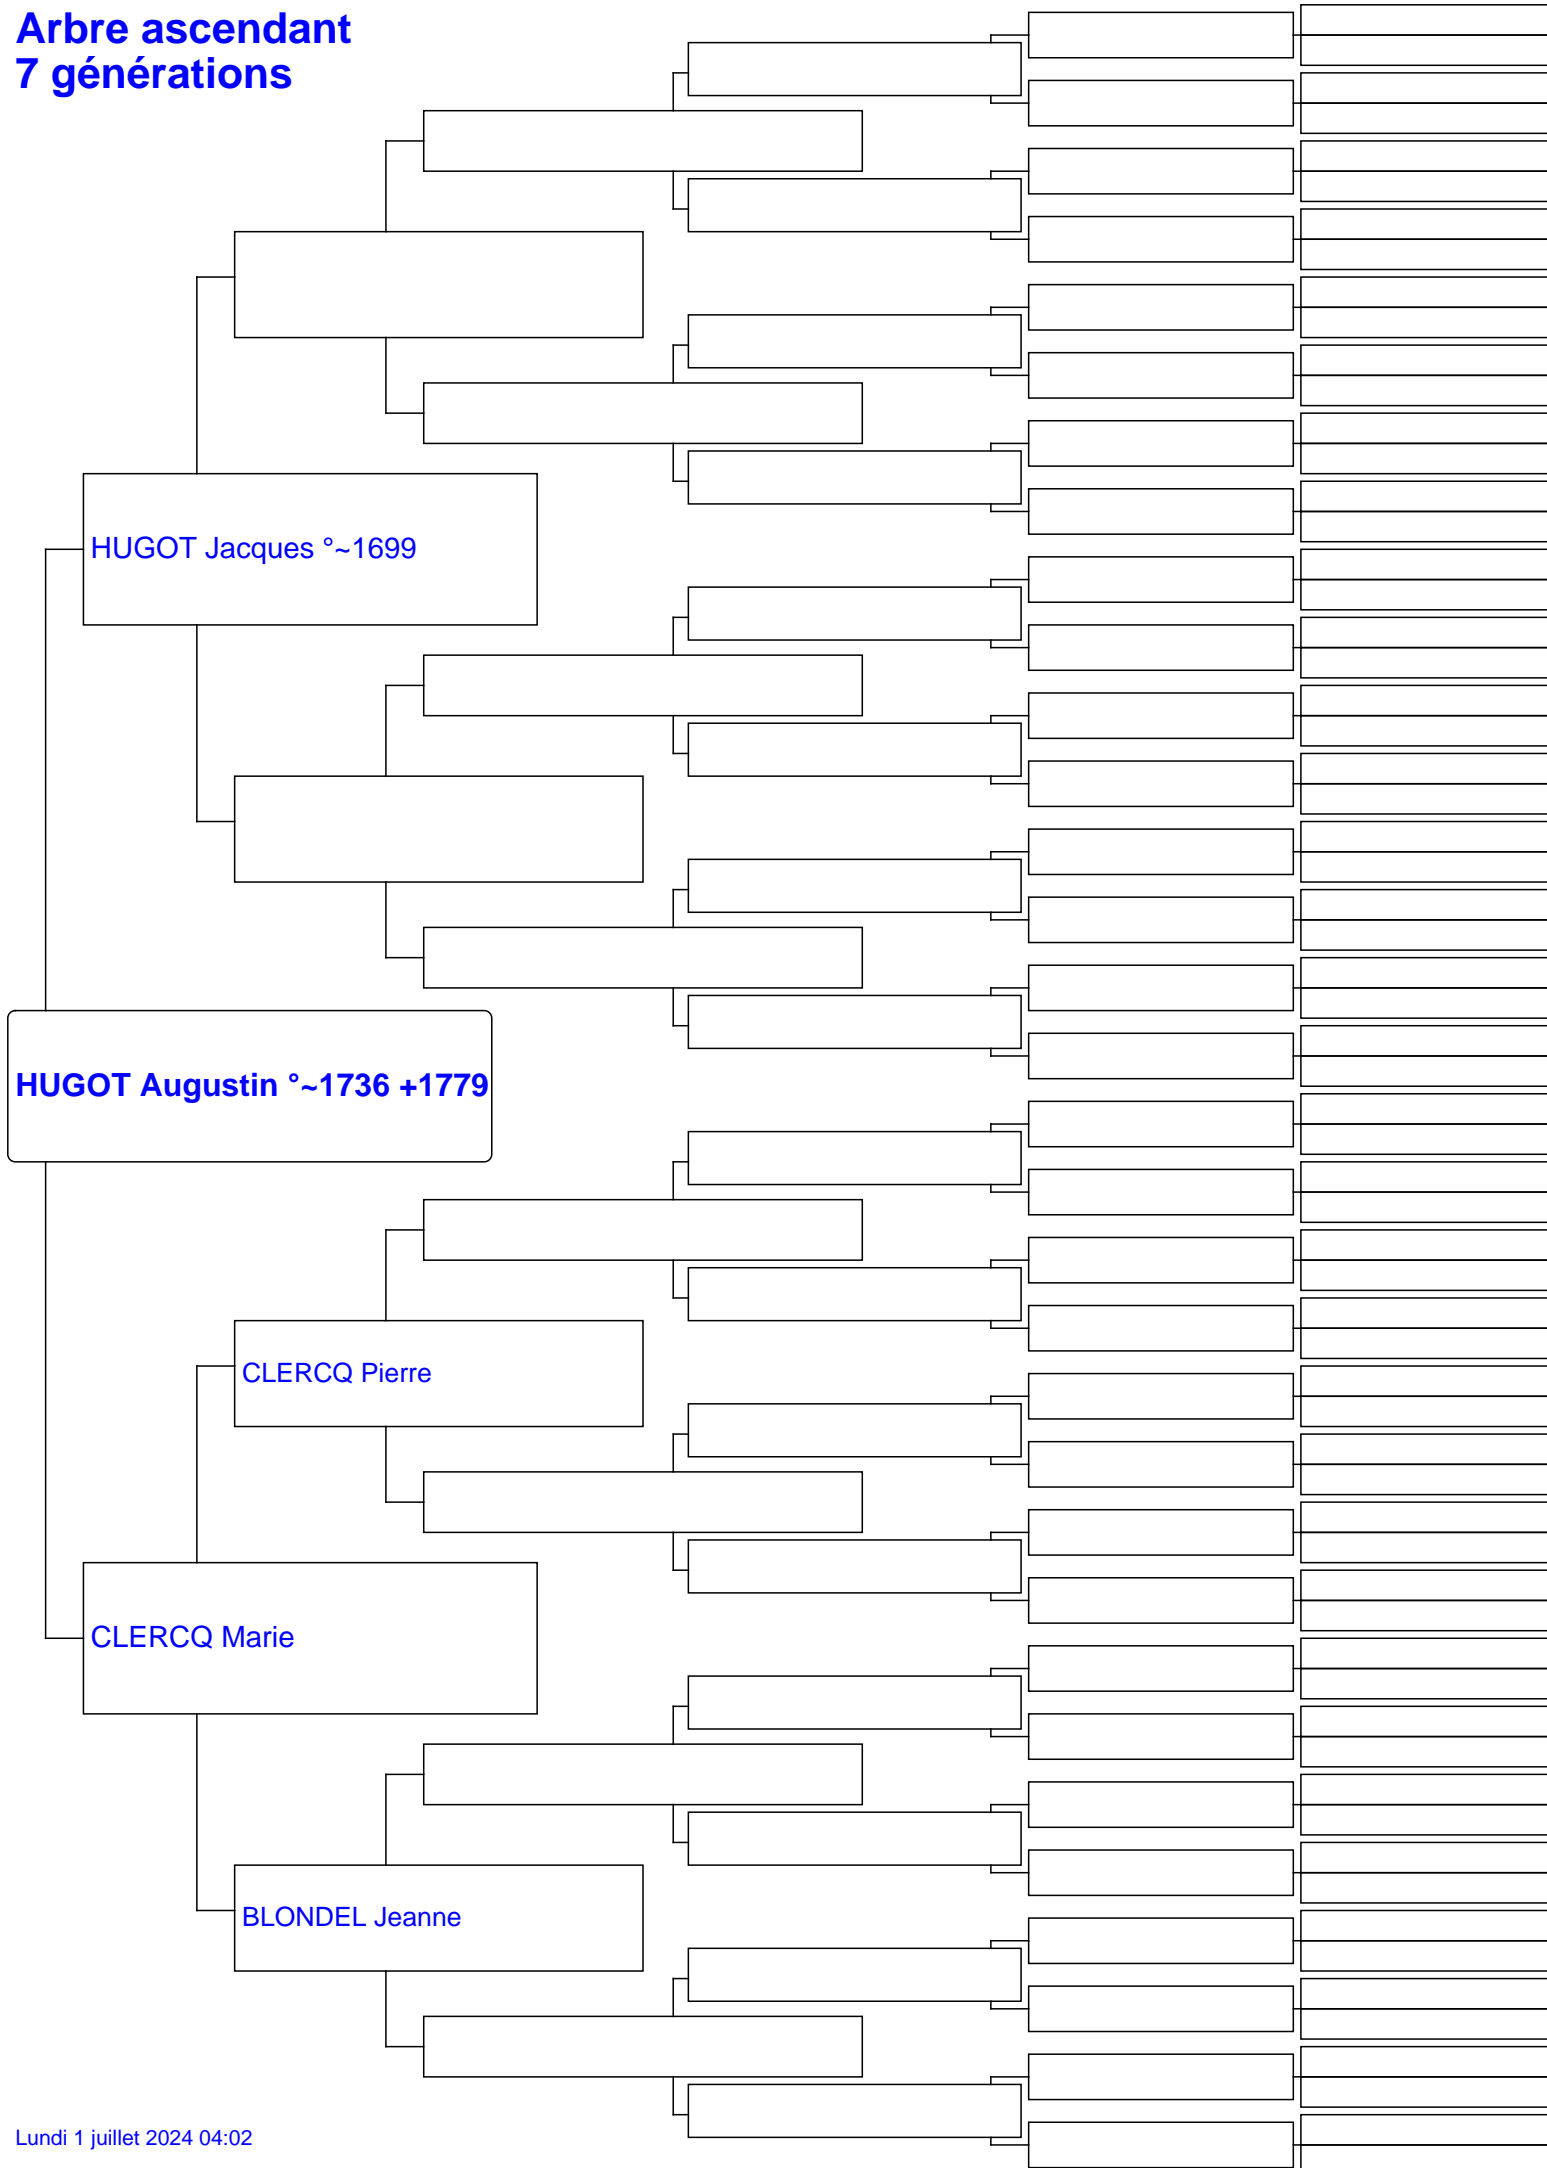 Arbre ascendant
7 générations
HUGOT Jacques °~1699
HUGOT Augustin °~1736 +1779
CLERCQ Pierre
CLERCQ Marie
BLONDEL Jeanne
Lundi 1 juillet 2024 04:02